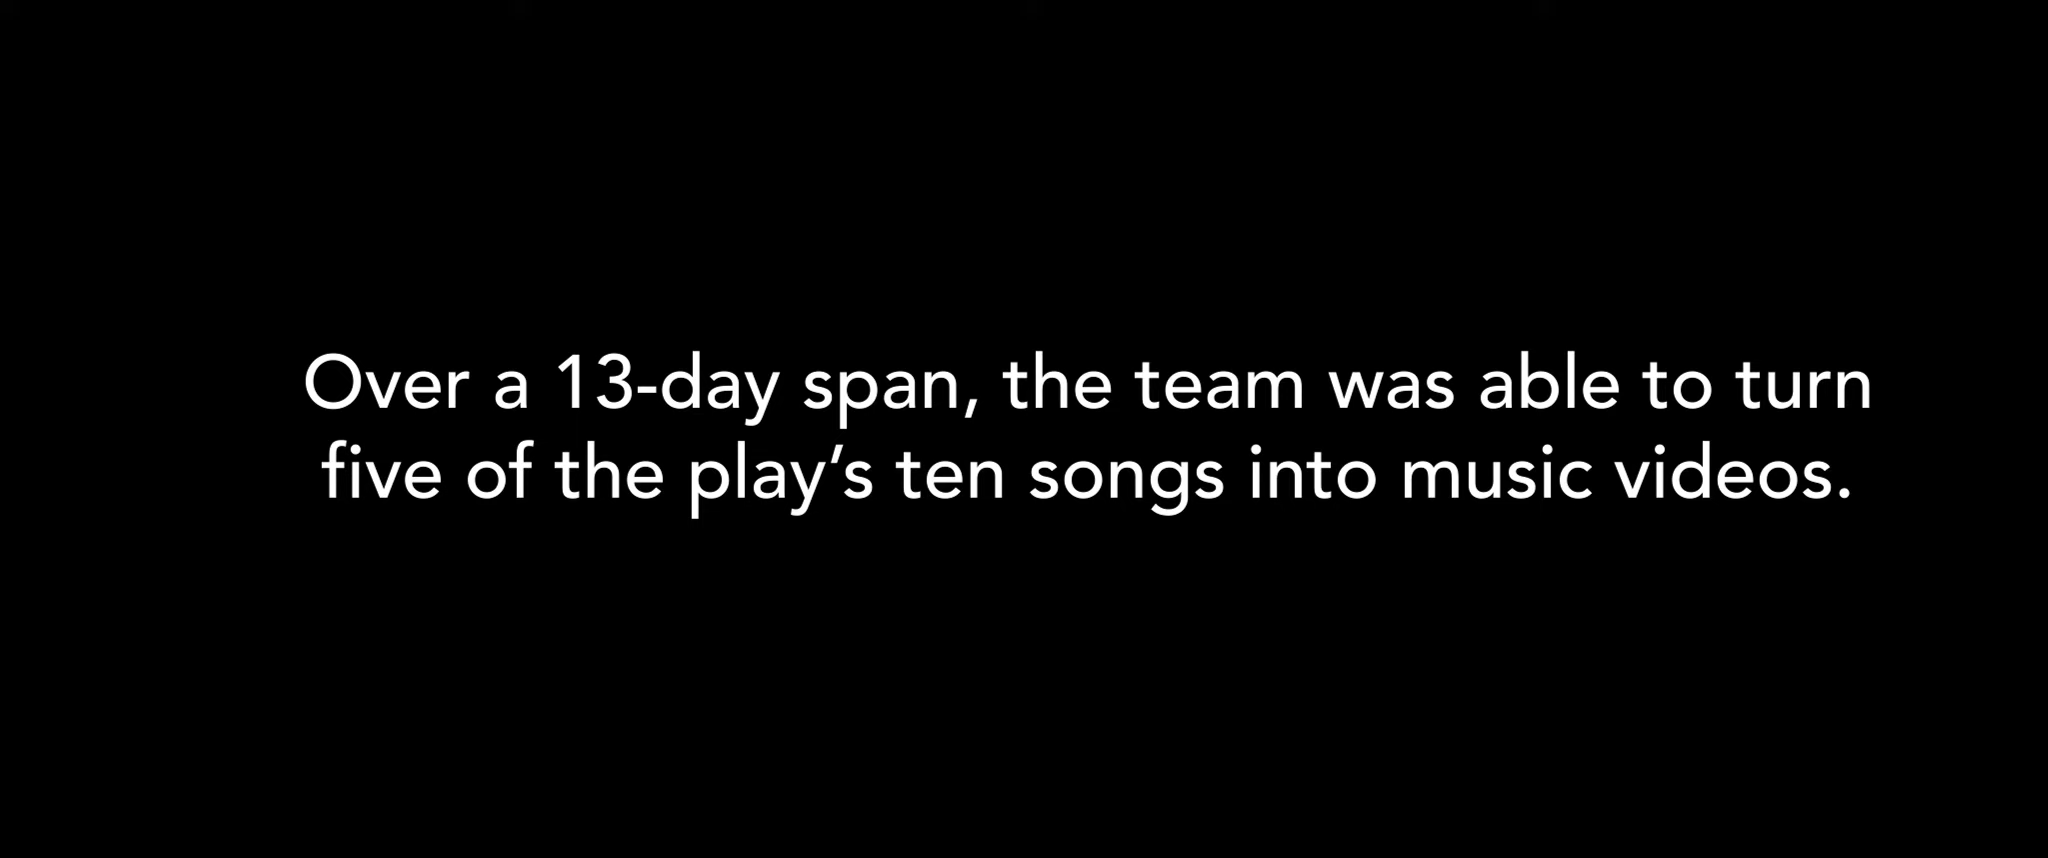 Over a 13-day span, the team was able to turn
five of the play’s ten songs into music videos.